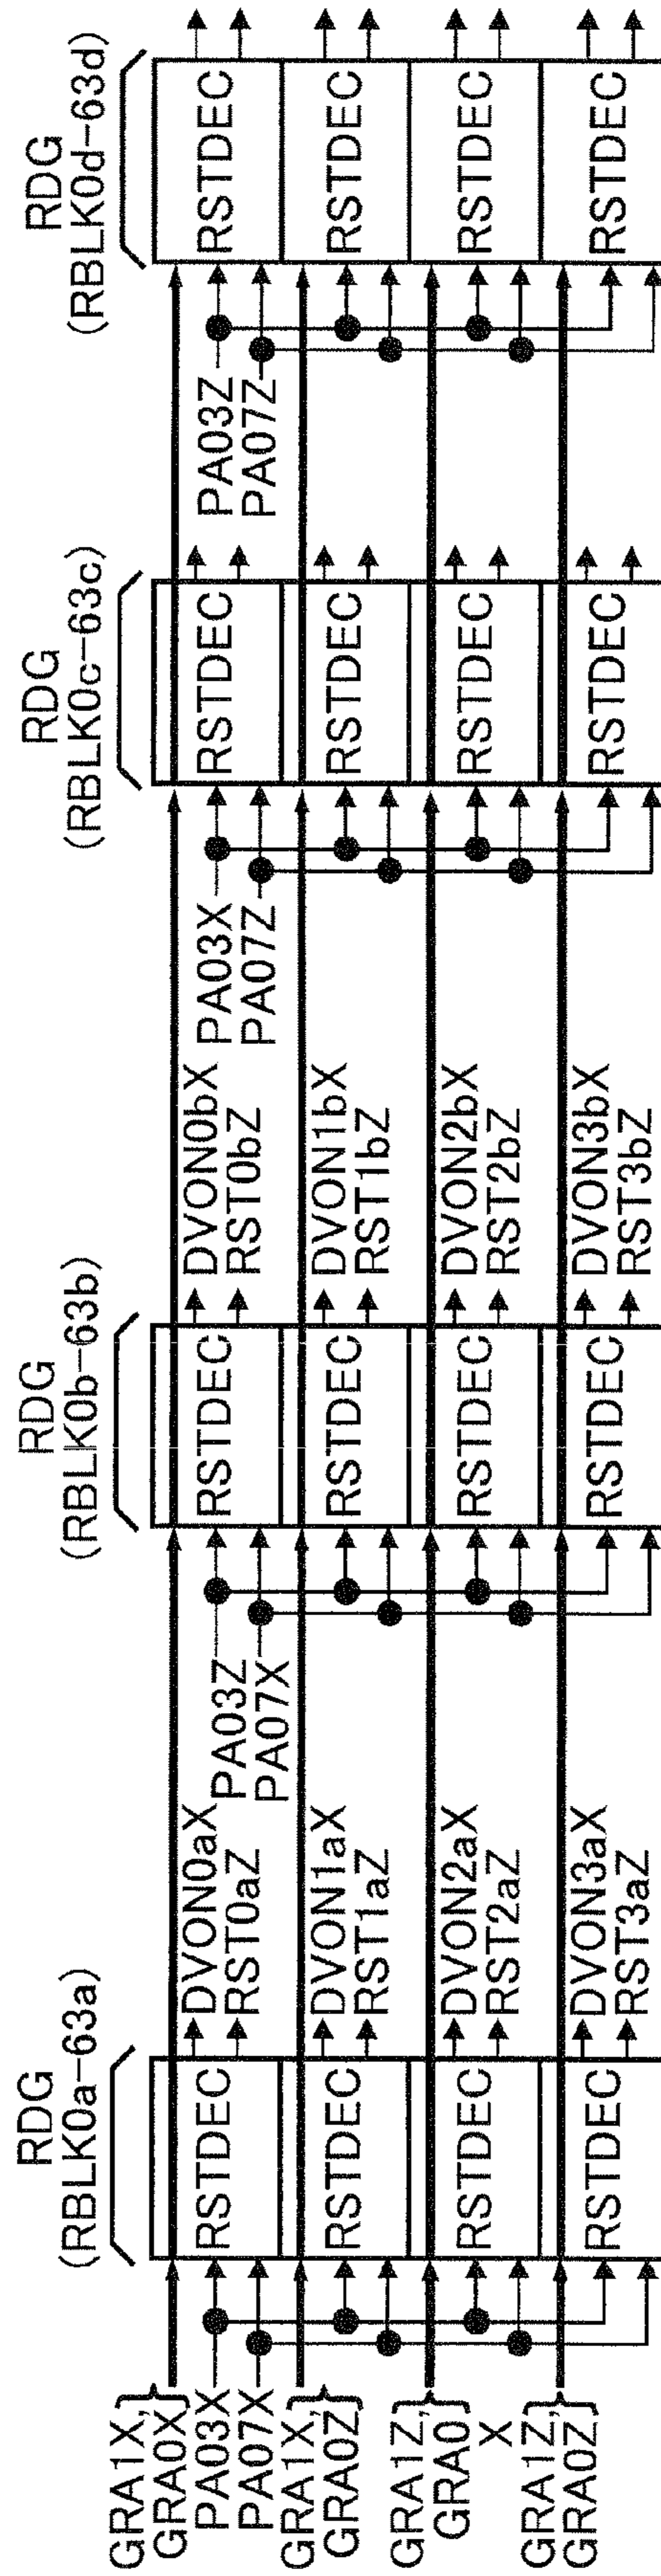 RDG
(RBLK0a-63a)
RDG
(RBLK0b-63b)
RDG
(RBLK0c-63c)
RDG
(RBLK0d-63d)
GRA1X,
GRA0X
PA03X
PA07X
GRA1X,
GRA0Z
GRA1Z,
GRA0
X
GRA1Z,
GRA0Z
RSTDEC
RSTDEC
RSTDEC
RSTDEC
DVON0aX
RST0aZ
DVON1aX
RST1aZ
DVON2aX
RST2aZ
DVON3aX
RST3aZ
PA03Z
PA07X
RSTDEC
RSTDEC
RSTDEC
RSTDEC
DVON0bX
RST0bZ
DVON1bX
RST1bZ
DVON2bX
RST2bZ
DVON3bX
RST3bZ
PA03X
PA07Z
RSTDEC
RSTDEC
RSTDEC
RSTDEC
PA03Z
PA07Z
RSTDEC
RSTDEC
RSTDEC
RSTDEC